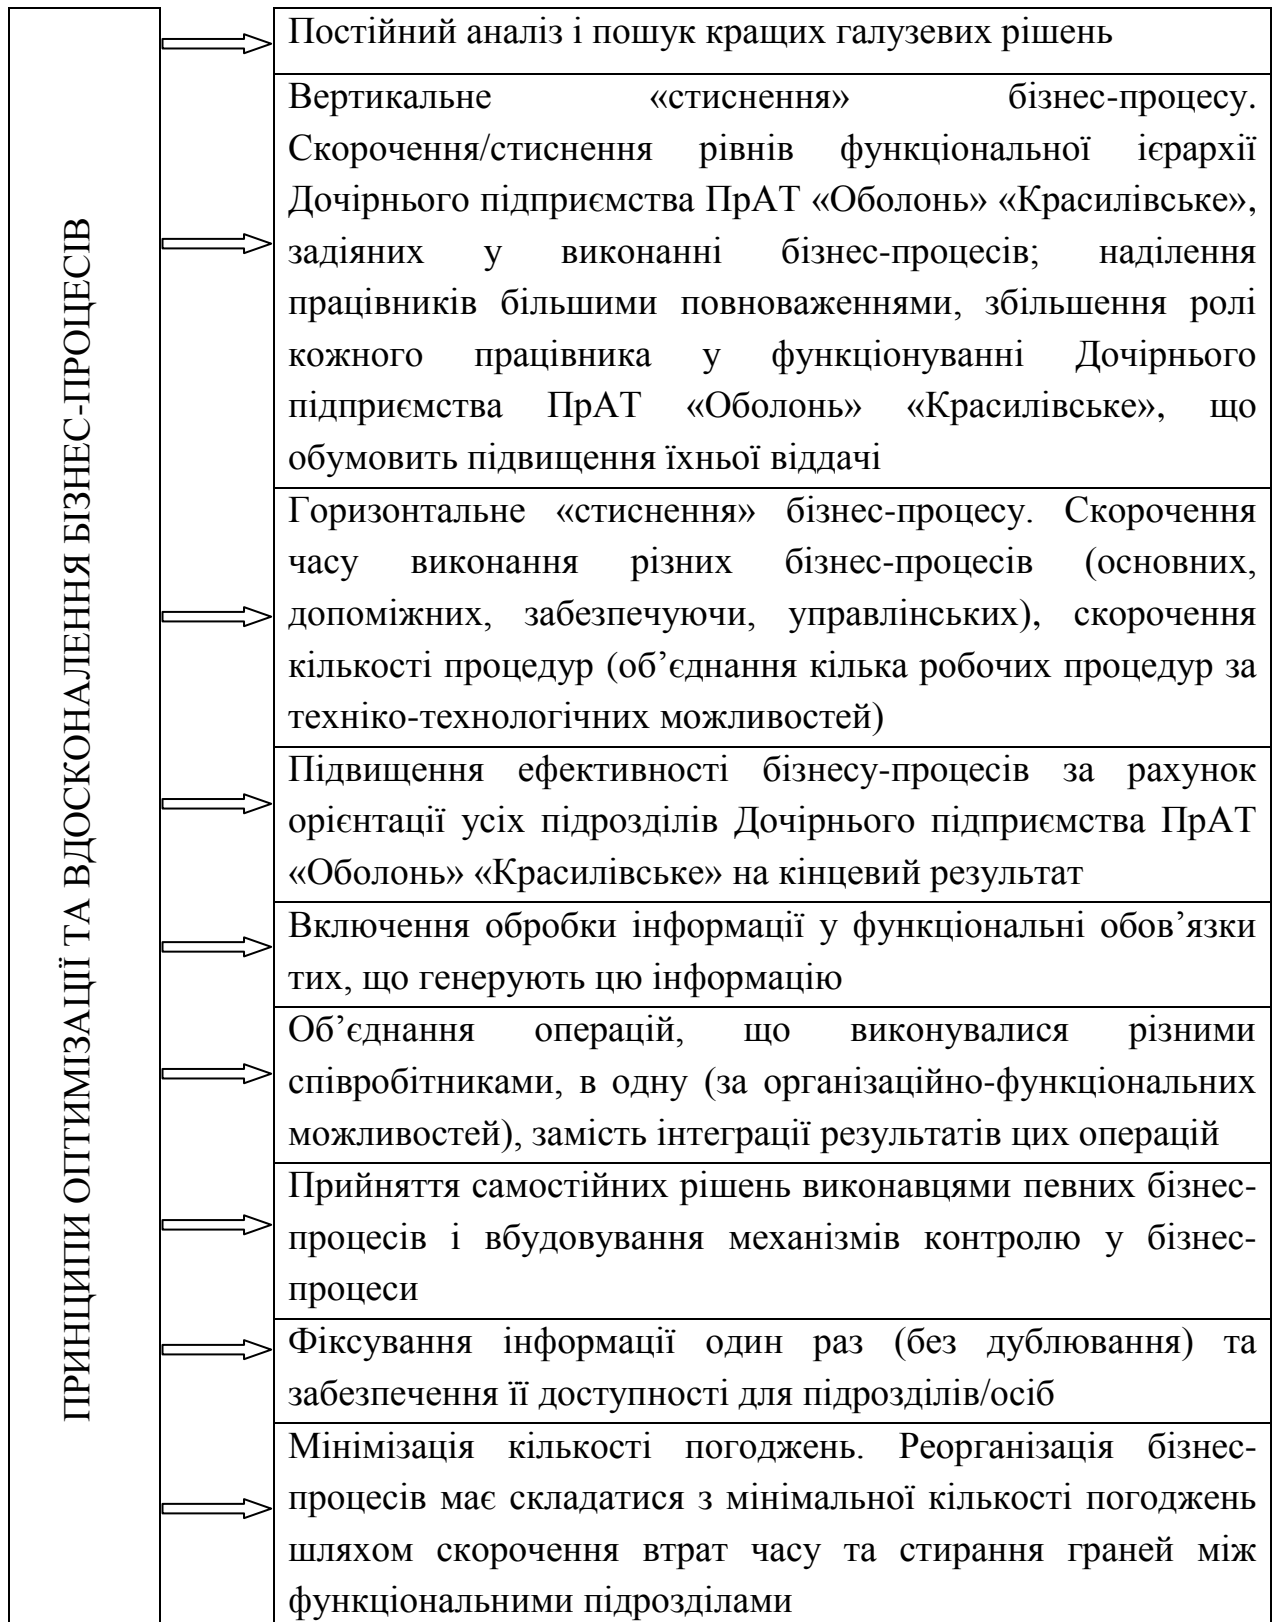 ПРИНЦИПИ ОПТИМІЗАЦІЇ ТА ВДОСКОНАЛЕННЯ БІЗНЕС-ПРОЦЕСІВ
Постійний аналіз і пошук кращих галузевих рішень
Вертикальне «стиснення» бізнес-процесу.
Скорочення/стиснення рівнів функціональної ієрархії
Дочірнього підприємства ПрАТ «Оболонь» «Красилівське»,
задіяних у виконанні бізнес-процесів; наділення
працівників більшими повноваженнями, збільшення ролі
кожного працівника у функціонуванні Дочірнього
підприємства ПрАТ «Оболонь» «Красилівське», що
обумовить підвищення їхньої віддачі
Горизонтальне «стиснення» бізнес-процесу. Скорочення
часу виконання різних бізнес-процесів (основних,
допоміжних, забезпечуючи, управлінських), скорочення
кількості процедур (об’єднання кілька робочих процедур за
техніко-технологічних можливостей)
Підвищення ефективності бізнесу-процесів за рахунок
орієнтації усіх підрозділів Дочірнього підприємства ПрАТ
«Оболонь» «Красилівське» на кінцевий результат
Включення обробки інформації у функціональні обов’язки
тих, що генерують цю інформацію
Об’єднання операцій, що виконувалися різними
співробітниками, в одну (за організаційно-функціональних
можливостей), замість інтеграції результатів цих операцій
Прийняття самостійних рішень виконавцями певних бізнес-
процесів і вбудовування механізмів контролю у бізнес-
процеси
Фіксування інформації один раз (без дублювання) та
забезпечення її доступності для підрозділів/осіб
Мінімізація кількості погоджень. Реорганізація бізнес-
процесів має складатися з мінімальної кількості погоджень
шляхом скорочення втрат часу та стирання граней між
функціональними підрозділами